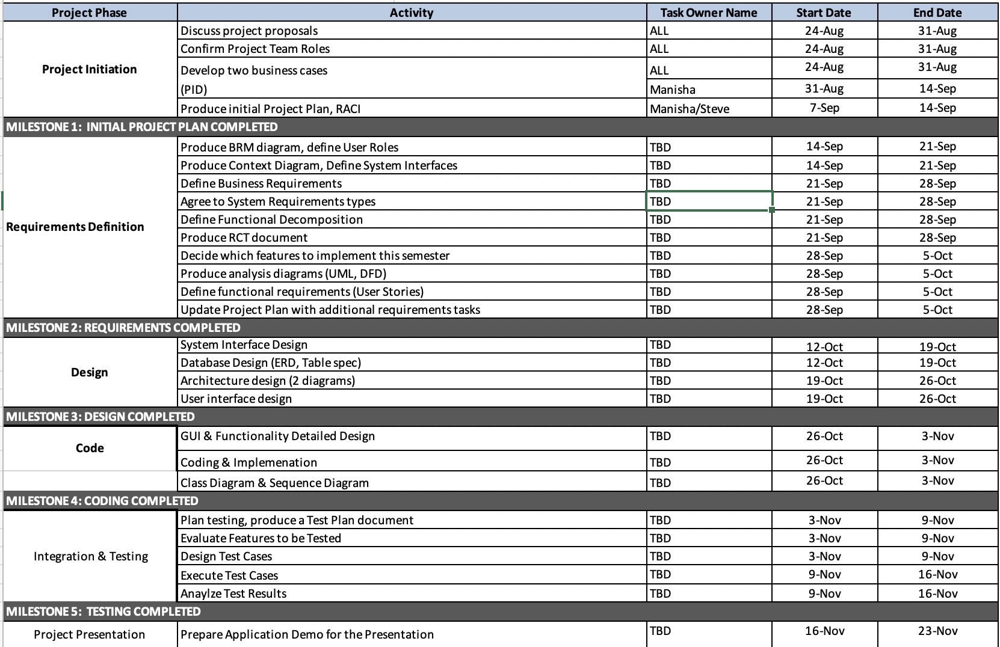 Project Phase Activity Task Owner Name Start Date End Date
Discuss project proposals ALL 24-Aug 31-Aug
Confirm Project Team Roles ALL 24-Aug 31-Aug
Project Initiation Develop two business cases ALL 24-Aug 31-Aug
(PID) Manisha 31-Aug 14-Sep
Produce initial Project Plan, RACI Manisha/Steve 7-Sep 14-Sep
MILESTONE 1: INITIAL PROJECT PLAN COMPLETED
Produce BRM diagram, define User Roles TBD 14-Sep 21-Sep
Produce Context Diagram, Define System Interfaces TBD 14-Sep 21-Sep
Define Business Requirements TBD 21-Sep 28-Sep
Agree to System Requirements types TBD 21-Sep 28-Sep
Requirements Definition Define Functional Decomposition TBD 21-Sep 28-Sep
Produce RCT document TBD 21-Sep 28-Sep
Decide which features to implement this semester TBD 28-Sep 5-Oct
Produce analysis diagrams (UML, DFD) TBD 28-Sep 5-Oct
Define functional requirements (User Stories) TBD 28-Sep 5-Oct
Update Project Plan with additional requirements tasks TBD 28-Sep 5-Oct
MILESTONE 2: REQUIREMENTS COMPLETED
System Interface Design TBD 12-Oct 19-Oct
Database Design (ERD, Table spec) TBD 12-Oct 19-Oct
Design Architecture design (2 diagrams) TBD 19-Oct 26-Oct
User interface design TBD 19-Oct 26-Oct
MILESTONE 3: DESIGN COMPLETED
Code GUI & Functionality Detailed Design TBD 26-Oct 3-Nov
Coding & Implemenation TBD 26-Oct 3-Nov
Class Diagram & Sequence Diagram TBD 26-Oct 3-Nov
MILESTONE 4: CODING COMPLETED
Plan testing, produce a Test Plan document TBD 3-Nov 9-Nov
Evaluate Features to be Tested TBD 3-Nov 9-Nov
Integration & Testing Design Test Cases TBD 3-Nov 9-Nov
Execute Test Cases TBD 9-Nov 16-Nov
Anaylze Test Results TBD 9-Nov 16-Nov
MILESTONE 5: TESTING COMPLETED
Project Presentation Prepare Application Demo for the Presentation TBD 16-Nov 23-Nov